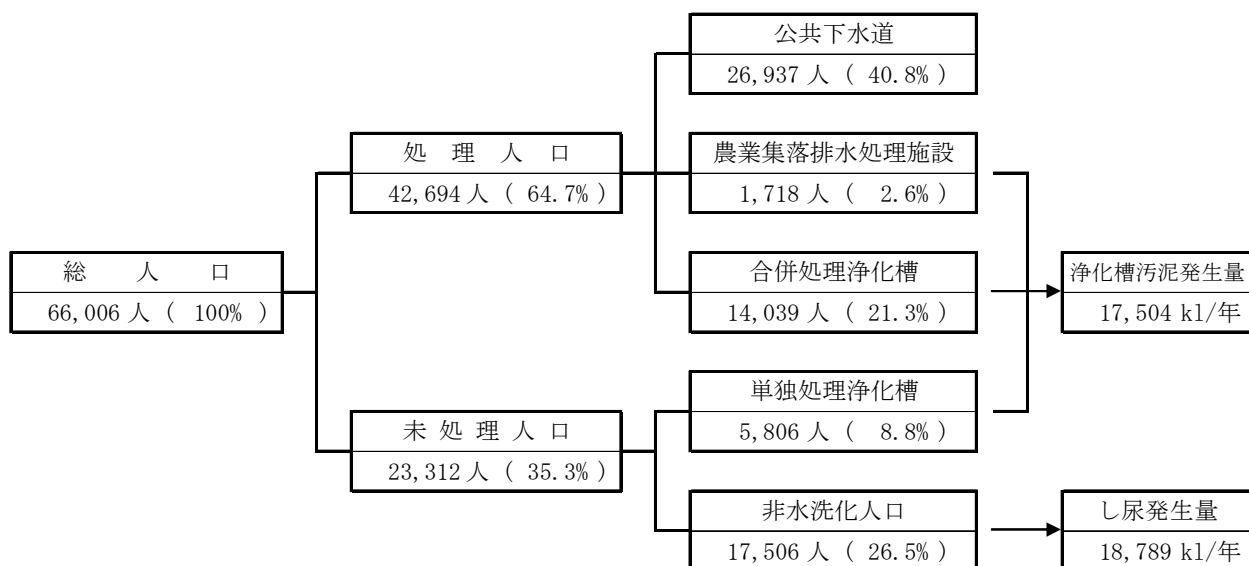 公共下水道
26,937 人 ( 40.8% )
処 理 人 口
42,694 人 ( 64.7% )
農業集落排水処理施設
1,718 人 ( 2.6% )
総 人 口
66,006 人 ( 100% )
合併処理浄化槽
14,039 人 ( 21.3% )
浄化槽汚泥発生量
17,504 kl/年
未 処 理 人 口
23,312 人 ( 35.3% )
単独処理浄化槽
5,806 人 ( 8.8% )
非水洗化人口
17,506 人 ( 26.5% )
し尿発生量
18,789 kl/年